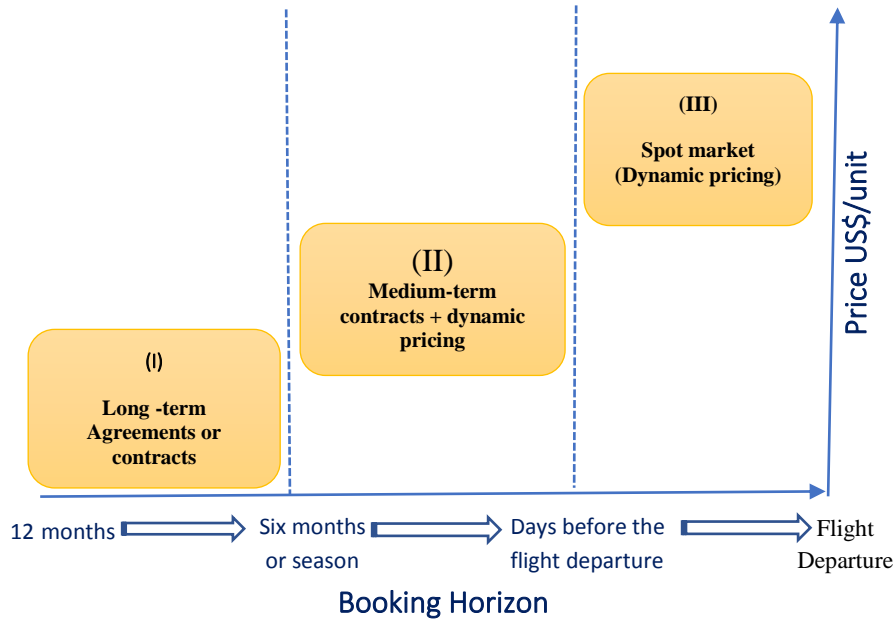 (III)
Spot market
(Dynamic pricing)
Price US$/unit
(II)
Medium-term
contracts + dynamic
pricing
(I)
Long -term
Agreements or
contracts
12 months
Six months
or season
Days before the
flight departure
Flight
Departure
Booking Horizon